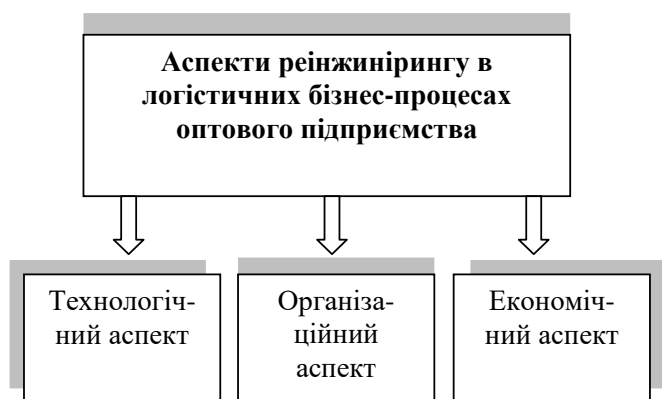 Аспекти реінжинірингу в
логістичних бізнес-процесах
оптового підприємства
Технологіч-
ний аспект
Організа-
ційний
аспект
Економіч-
ний аспект